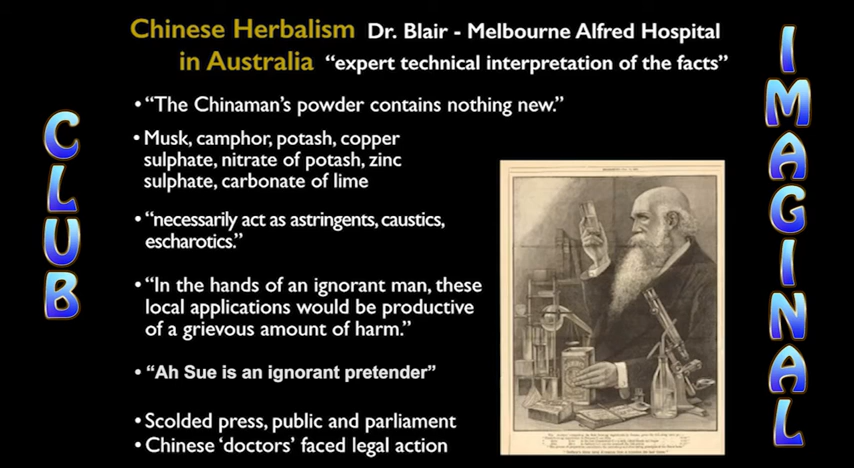 Chinese Herbalism Dr. Blair - Melbourne Alfred Hospital
in Australia "expert technical interpretation of the facts"
• "The Chinaman's powder contains nothing new."
• Musk, camphor, potash, copper
sulphate, nitrate of potash, zinc
sulphate, carbonate of lime
• "necessarily act as astringents, caustics,
escharotics."
• "In the hands of an ignorant man, these
local applications would be productive
of a grievous amount of harm."
• "Ah Sue is an ignorant pretender"
• Scolded press, public and parliament
• Chinese 'doctors' faced legal action
CLUB
IMAGINAL